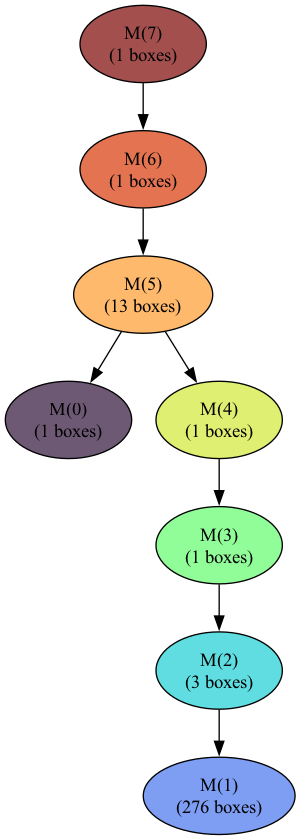 M(7)
(1 boxes)
M(6)
(1 boxes)
M(5)
(13 boxes)
M(0)
(1 boxes)
M(4)
(1 boxes)
M(3)
(1 boxes)
M(2)
(3 boxes)
M(1)
(276 boxes)